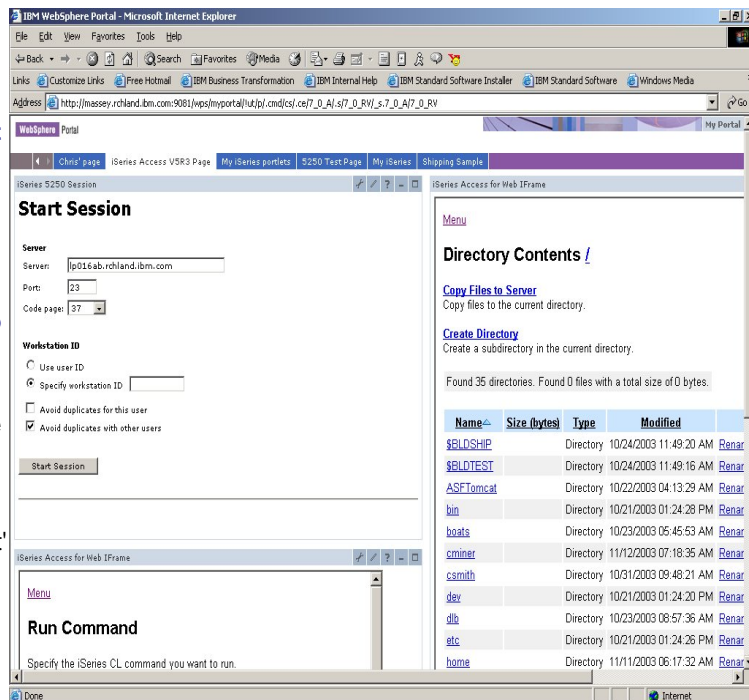 IBM WebSphere Portal - Microsoft Internet Explorer
File Edit View Favorites Tools Help
Back Search Favorites Media
Links Customize Links Free Hotmail IBM Business Transformation IBM Internal Help IBM Standard Software Installer IBM Standard Software Windows Media
Address http://massey.rchland.ibm.com:9081/wps/myportal/!ut/p/.cmd/cs/.ce/7_0_A/.s/7_0_RV/_s.7_0_A/7_0_RV Go
WebSphere Portal My Portal
Chris' page iSeries Access V5R3 Page My iSeries portlets 5250 Test Page My iSeries Shipping Sample
iSeries 5250 Session
Start Session
Server
Server: lp016ab.rchland.ibm.com
Port: 23
Code page: 37
Workstation ID
Use user ID
Specify workstation ID
Avoid duplicates for this user
Avoid duplicates with other users
Start Session
iSeries Access for Web IFrame
Menu
Run Command
Specify the iSeries CL command you want to run.
iSeries Access for Web IFrame
Menu
Directory Contents /
Copy Files to Server
Copy files to the current directory.
Create Directory
Create a subdirectory in the current directory.
Found 35 directories. Found 0 files with a total size of 0 bytes.
Name Size (bytes) Type Modified
$BLDSHIP Directory 10/24/2003 11:49:20 AM Renar
$BLDTEST Directory 10/24/2003 11:49:16 AM Renar
ASFTomcat Directory 10/22/2003 04:13:29 AM Renar
bin Directory 10/21/2003 01:24:28 PM Renar
boats Directory 10/23/2003 05:45:53 AM Renar
cminer Directory 11/12/2003 07:18:35 AM Renar
csmith Directory 10/31/2003 09:48:21 AM Renar
dev Directory 10/21/2003 01:24:20 PM Renar
dlb Directory 10/23/2003 08:57:36 AM Renar
etc Directory 10/21/2003 01:24:26 PM Renar
home Directory 11/11/2003 06:17:32 AM Renar
Done Internet